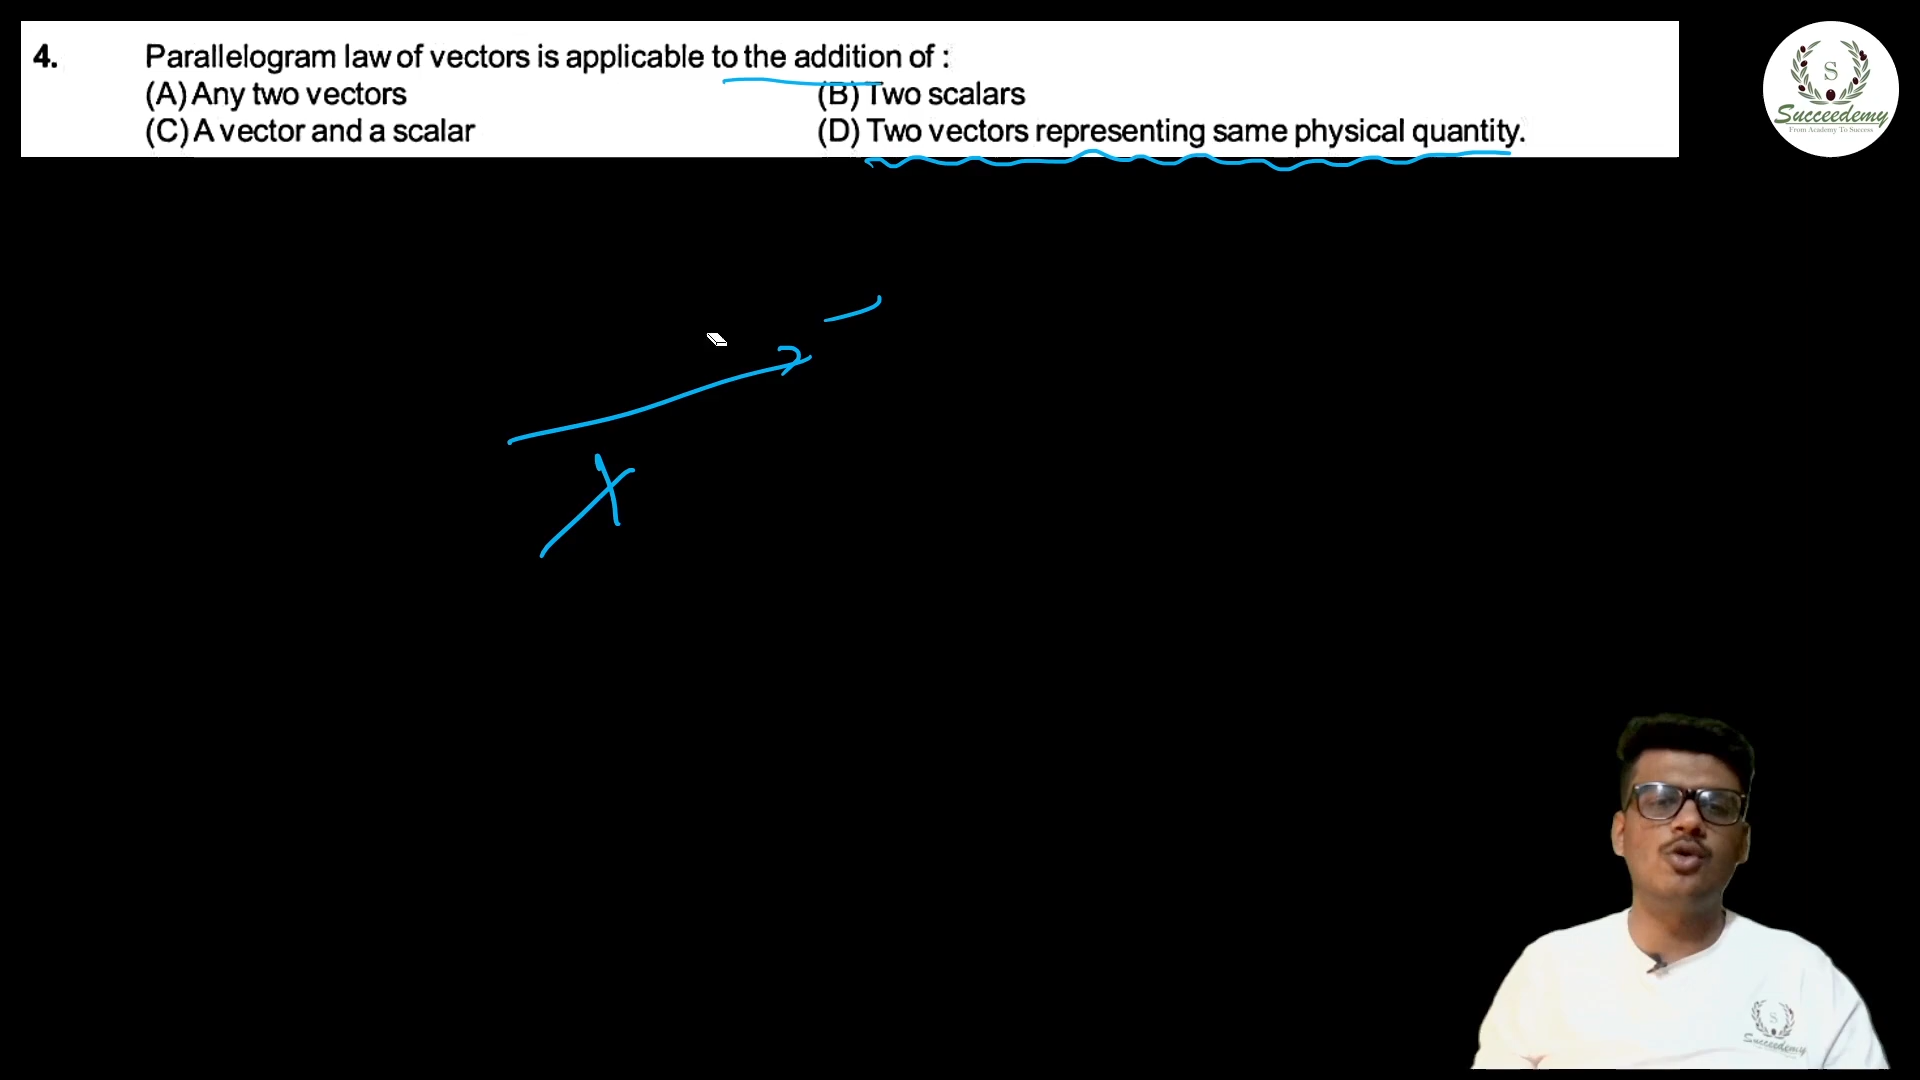 4. Parallelogram law of vectors is applicable to the addition of :
(A) Any two vectors (B) Two scalars
(C) A vector and a scalar (D) Two vectors representing same physical quantity.
S
Succeedemy
From Academy To Success
S
Succeedemy